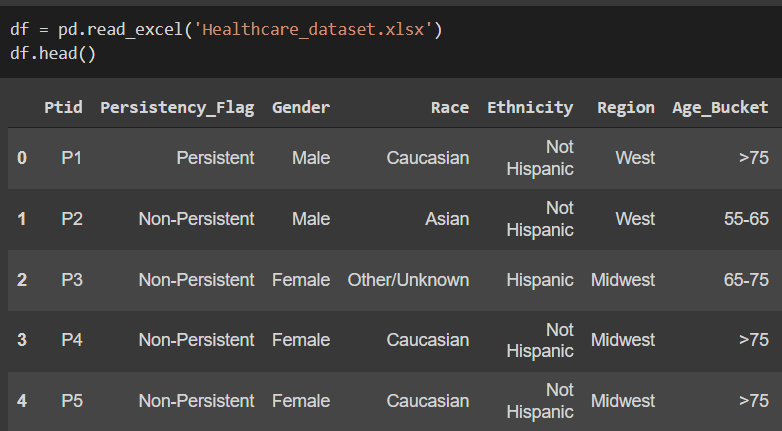 df = pd.read_excel('Healthcare_dataset.xlsx')
df.head()
Ptid Persistency_Flag Gender Race Ethnicity Region Age_Bucket
0 P1 Persistent Male Caucasian Not Hispanic West >75
1 P2 Non-Persistent Male Asian Not Hispanic West 55-65
2 P3 Non-Persistent Female Other/Unknown Hispanic Midwest 65-75
3 P4 Non-Persistent Female Caucasian Not Hispanic Midwest >75
4 P5 Non-Persistent Female Caucasian Not Hispanic Midwest >75